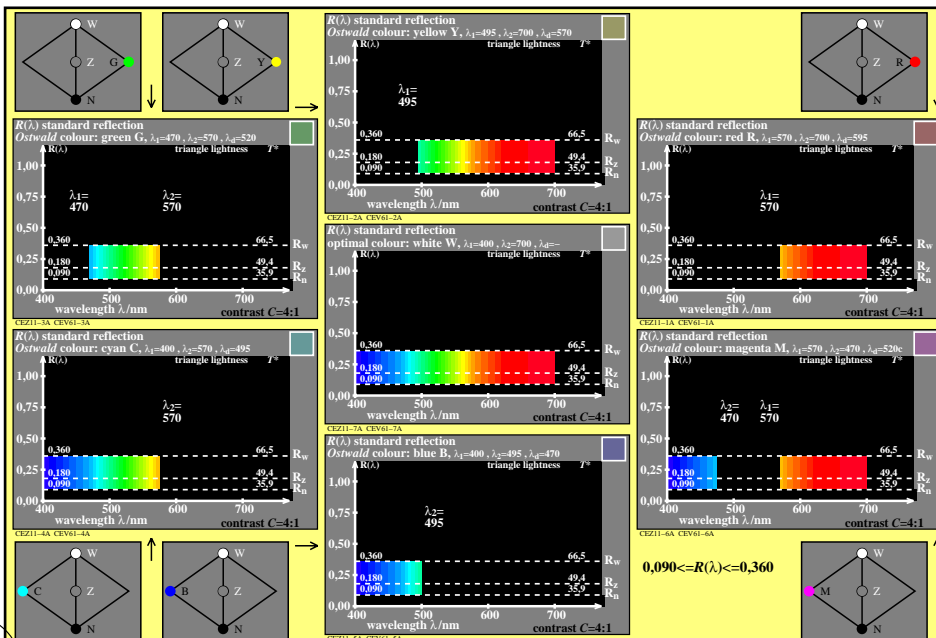 W
Z
G
N
W
Z
Y
N
R(λ) standard reflection
Ostwald colour: yellow Y, λ1=495 , λ2=700 , λd=570
R(λ) triangle lightness T*
1,00
0,75
0,50
0,25
0,00
λ1=
495
0,360 66,5 Rw
0,180 49,4 Rz
0,090 35,9 Rn
400 500 600 700
wavelength λ/nm contrast C=4:1
CEZ11−2A CEV61−2A
W
Z
R
N
R(λ) standard reflection
Ostwald colour: green G, λ1=470 , λ2=570 , λd=520
R(λ) triangle lightness T*
1,00
0,75
0,50
0,25
0,00
λ1= λ2=
470 570
0,360 66,5 Rw
0,180 49,4 Rz
0,090 35,9 Rn
400 500 600 700
wavelength λ/nm contrast C=4:1
CEZ11−3A CEV61−3A
R(λ) standard reflection
optimal colour: white W, λ1=400 , λ2=700 , λd=−
R(λ) triangle lightness T*
1,00
0,75
0,50
0,25
0,00
0,360 66,5 Rw
0,180 49,4 Rz
0,090 35,9 Rn
400 500 600 700
wavelength λ/nm contrast C=4:1
CEZ11−7A CEV61−7A
R(λ) standard reflection
Ostwald colour: red R, λ1=570 , λ2=700 , λd=595
R(λ) triangle lightness T*
1,00
0,75
0,50
0,25
0,00
λ1=
570
0,360 66,5 Rw
0,180 49,4 Rz
0,090 35,9 Rn
400 500 600 700
wavelength λ/nm contrast C=4:1
CEZ11−1A CEV61−1A
R(λ) standard reflection
Ostwald colour: cyan C, λ1=400 , λ2=570 , λd=495
R(λ) triangle lightness T*
1,00
0,75
0,50
0,25
0,00
λ2=
570
0,360 66,5 Rw
0,180 49,4 Rz
0,090 35,9 Rn
400 500 600 700
wavelength λ/nm contrast C=4:1
CEZ11−4A CEV61−4A
R(λ) standard reflection
Ostwald colour: blue B, λ1=400 , λ2=495 , λd=470
R(λ) triangle lightness T*
1,00
0,75
0,50
0,25
0,00
λ2=
495
0,360 66,5 Rw
0,180 49,4 Rz
0,090 35,9 Rn
400 500 600 700
wavelength λ/nm contrast C=4:1
CEZ11−5A CEV61−5A
R(λ) standard reflection
Ostwald colour: magenta M, λ1=570 , λ2=470 , λd=520c
R(λ) triangle lightness T*
1,00
0,75
0,50
0,25
0,00
λ2= λ1=
470 570
0,360 66,5 Rw
0,180 49,4 Rz
0,090 35,9 Rn
400 500 600 700
wavelength λ/nm contrast C=4:1
CEZ11−6A CEV61−6A
W
C
Z
N
W
B
Z
N
0,090<=R(λ)<=0,360
W
Z
M
N